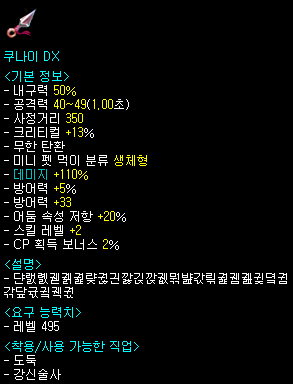 쿠나이 DX
<기본 정보>
- 내구력 50%
- 공격력 40~49(1,00초)
- 사정거리 350
- 크리티컬 +13%
- 무한 탄환
- 미니 펫 먹이 분류 생체형
- 데미지 +110%
- 방어력 +5%
- 방어력 +33
- 어둠 속성 저항 +20%
- 스킬 레벨 +2
- CP 획득 보너스 2%
<설명>
<요구 능력치>
- 레벨 495
<착용/사용 가능한 직업>
- 도둑
- 강신술사